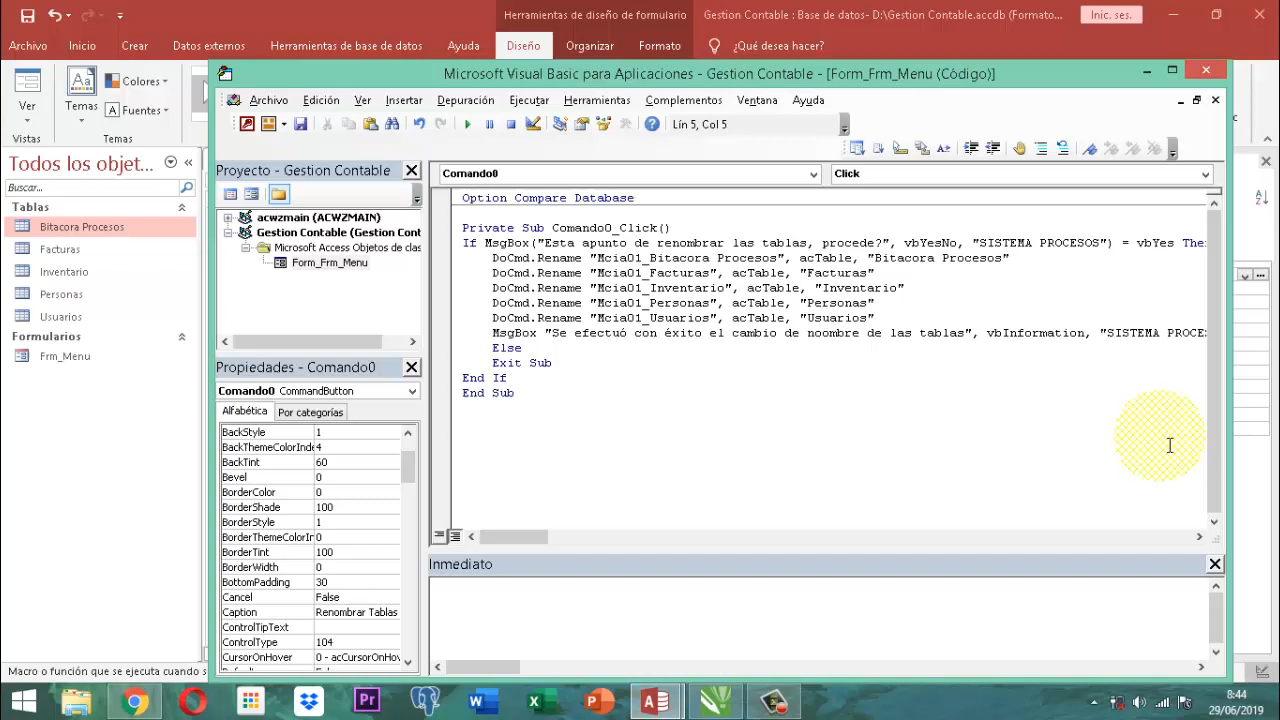 Herramientas de diseño de formulario
Gestion Contable : Base de datos- D:\Gestion Contable.accdb (Formato...
Inic. ses.
Archivo Inicio Crear Datos externos Herramientas de base de datos Ayuda Diseño Organizar Formato ¿Qué desea hacer?
Ver
Vistas
Temas
Colores
Fuentes
Temas
Microsoft Visual Basic para Aplicaciones - Gestion Contable - [Form_Frm_Menu (Código)]
Archivo Edición Ver Insertar Depuración Ejecutar Herramientas Complementos Ventana Ayuda
Lín 5, Col 5
Todos los objet...
Buscar...
Tablas
Bitacora Procesos
Facturas
Inventario
Personas
Usuarios
Formularios
Frm_Menu
Proyecto - Gestion Contable
acwzmain (ACWZMAIN)
Gestion Contable (Gestion Cont
Microsoft Access Objetos de clas
Form_Frm_Menu
Propiedades - Comando0
Comando0 CommandButton
Alfabética Por categorías
BackStyle 1
BackThemeColorInde 4
BackTint 60
Bevel 0
BorderColor 0
BorderShade 100
BorderStyle 1
BorderThemeColorIn 0
BorderTint 100
BorderWidth 0
BottomPadding 30
Cancel False
Caption Renombrar Tablas
ControlTipText
ControlType 104
CursorOnHover 0 - acCursorOnHov
Comando0 Click
Option Compare Database
Private Sub Comando0_Click()
If MsgBox("Esta apunto de renombrar las tablas, procede?", vbYesNo, "SISTEMA PROCESOS") = vbYes The
DoCmd.Rename "Mcia01_Bitacora Procesos", acTable, "Bitacora Procesos"
DoCmd.Rename "Mcia01_Facturas", acTable, "Facturas"
DoCmd.Rename "Mcia01_Inventario", acTable, "Inventario"
DoCmd.Rename "Mcia01_Personas", acTable, "Personas"
DoCmd.Rename "Mcia01_Usuarios", acTable, "Usuarios"
MsgBox "Se efectuó con éxito el cambio de noombre de las tablas", vbInformation, "SISTEMA PROCE
Else
Exit Sub
End If
End Sub
Inmediato
Macro o función que se ejecuta cuando s
8:44
29/06/2019